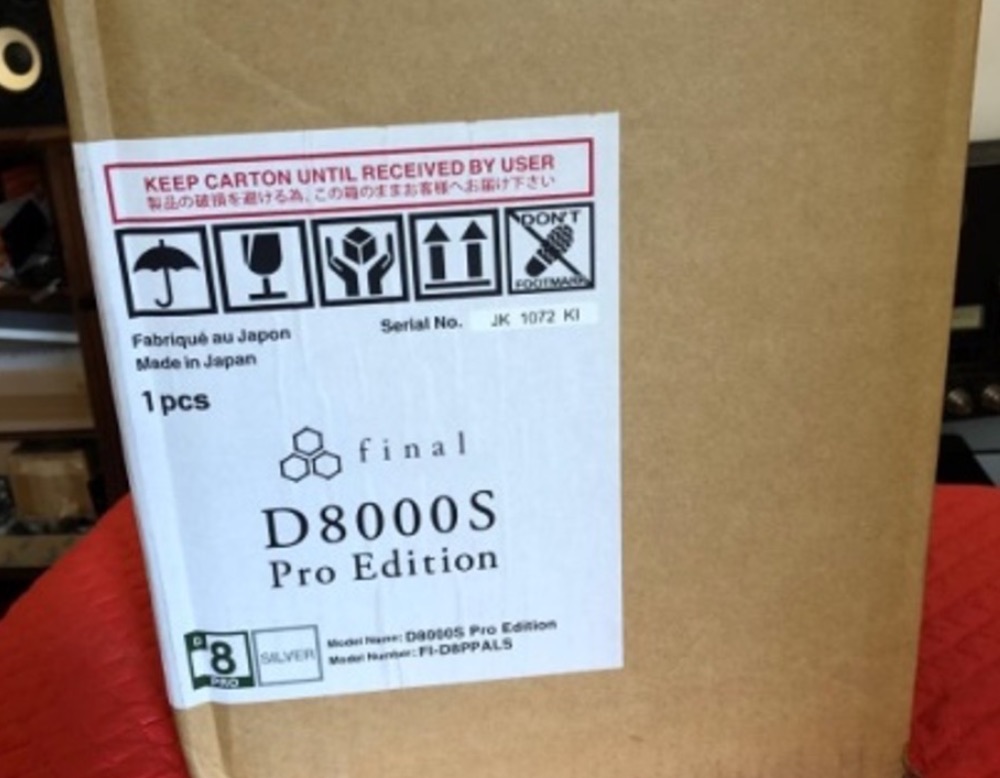 KEEP CARTON UNTIL RECEIVED BY USER
製品の破損を避ける為、この箱のままお客様へお届け下さい
DON'T
FOOTMARK
Fabriqué au Japon
Serial No. JK 1072 KI
Made in Japan
1 pcs
final
D8000S
Pro Edition
D
8
PRO
SILVER
Model Name: D8000S Pro Edition
Model Number: FI-D8PPALS